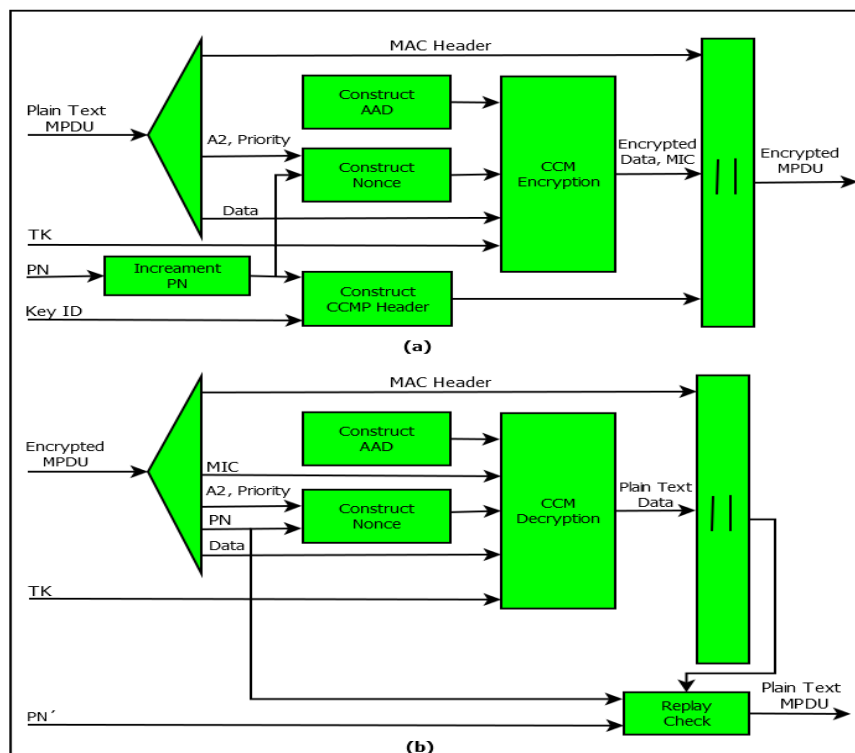 MAC Header
Construct
AAD
Plain Text
MPDU
A2, Priority
Construct
Nonce
CCM
Encryption
Encrypted
Data, MIC
||
Encrypted
MPDU
Data
TK
PN
Increament
PN
Construct
CCMP Header
Key ID
(a)
MAC Header
Construct
AAD
Encrypted
MPDU
MIC
A2, Priority
PN
Construct
Nonce
CCM
Decryption
Plain Text
Data
||
Data
TK
PN´
Replay
Check
Plain Text
MPDU
(b)